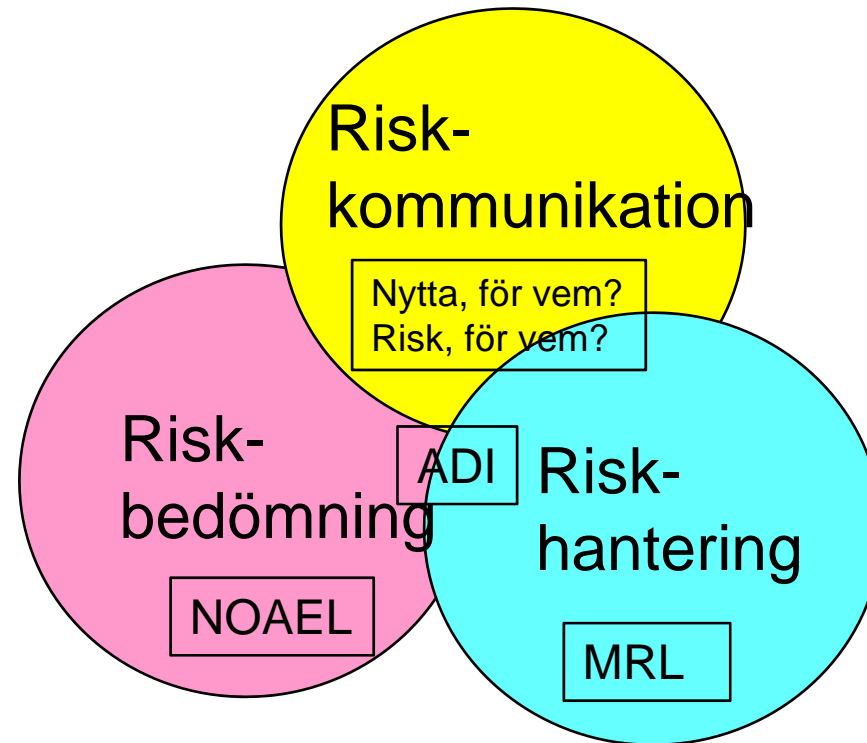 Risk-
kommunikation
Nytta, för vem?
Risk, för vem?
Risk-
bedömning
NOAEL
ADI
Risk-
hantering
MRL